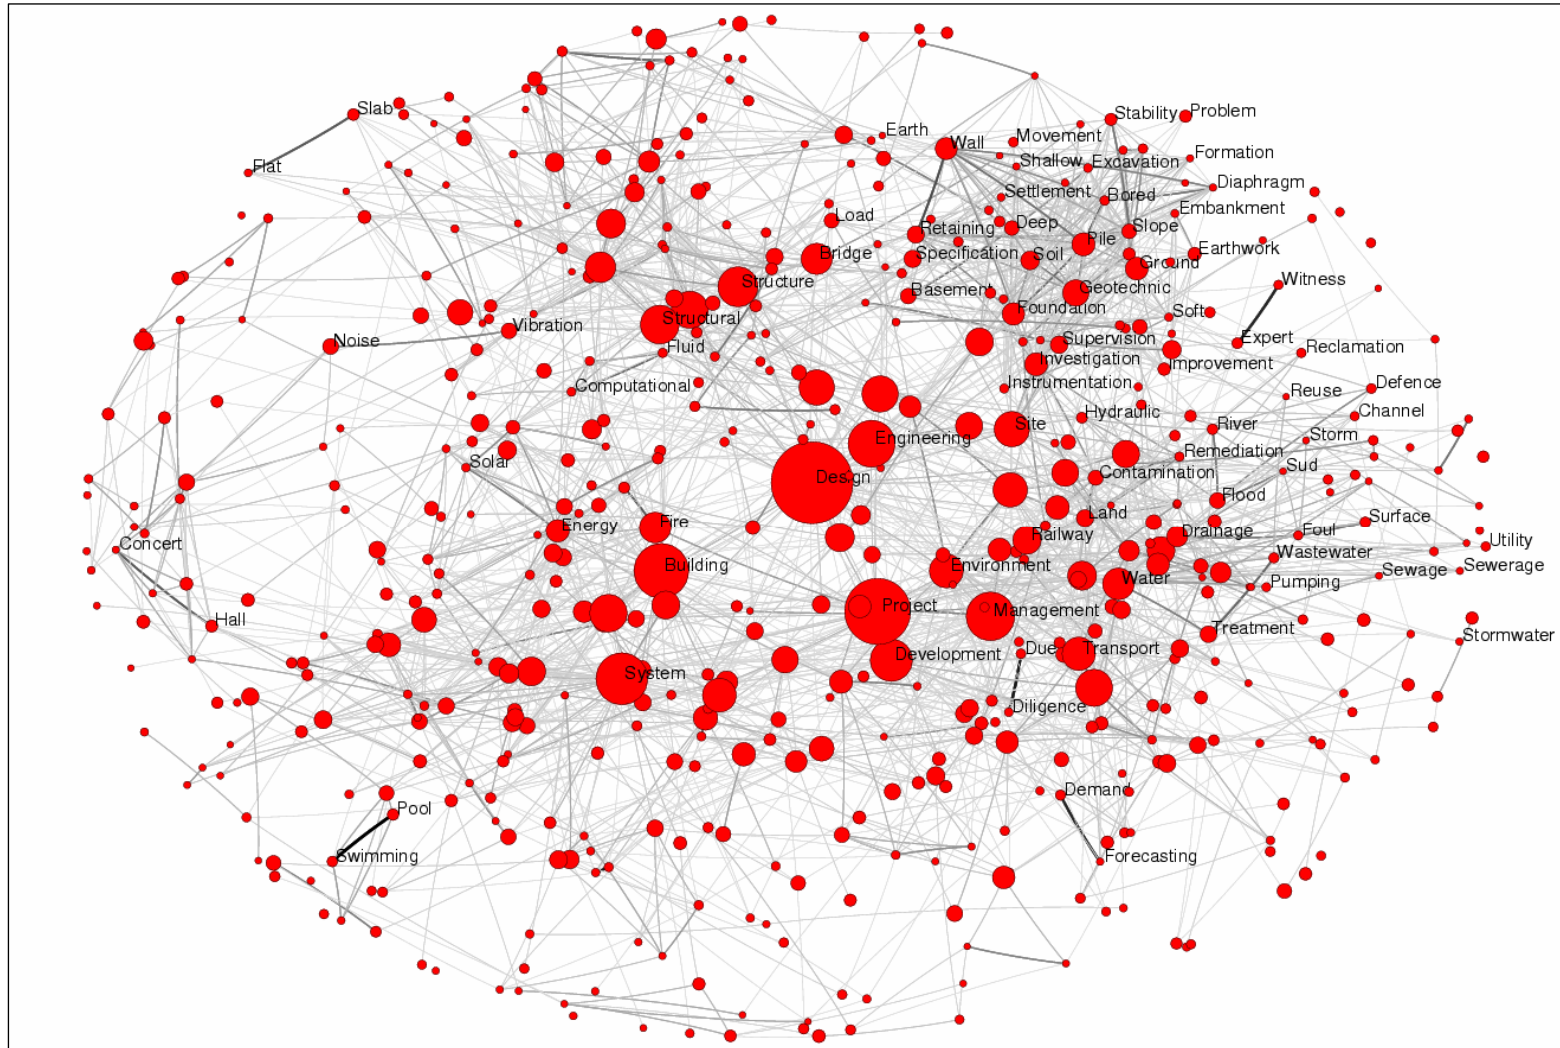 Slab
Flat
Earth
Wall
Movement
Stability
Problem
Shallow
Excavation
Formation
Settlement
Bored
Diaphragm
Embankment
Load
Retaining
Deep
Pile
Slope
Bridge
Specification
Soil
Ground
Earthwork
Structure
Basement
Geotechnic
Witness
Structural
Foundation
Soft
Noise
Vibration
Fluid
Supervision
Expert
Investigation
Improvement
Reclamation
Computational
Instrumentation
Reuse
Defence
Hydraulic
River
Channel
Engineering
Site
Storm
Solar
Design
Contamination
Remediation
Sud
Flood
Energy
Fire
Land
Surface
Concert
Railway
Drainage
Foul
Utility
Building
Environment
Water
Wastewater
Pumping
Sewage
Sewerage
Hall
Project
Management
Treatment
Stormwater
System
Development
Due
Transport
Diligence
Pool
Demand
Swimming
Forecasting